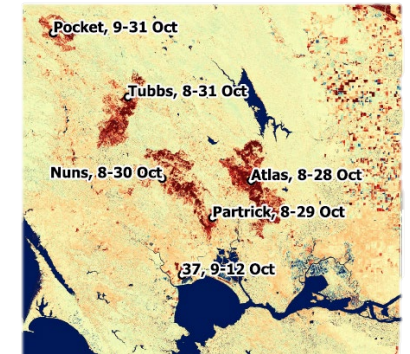 Pocket, 9-31 Oct
Tubbs, 8-31 Oct
Nuns, 8-30 Oct
Atlas, 8-28 Oct
Partrick, 8-29 Oct
37, 9-12 Oct